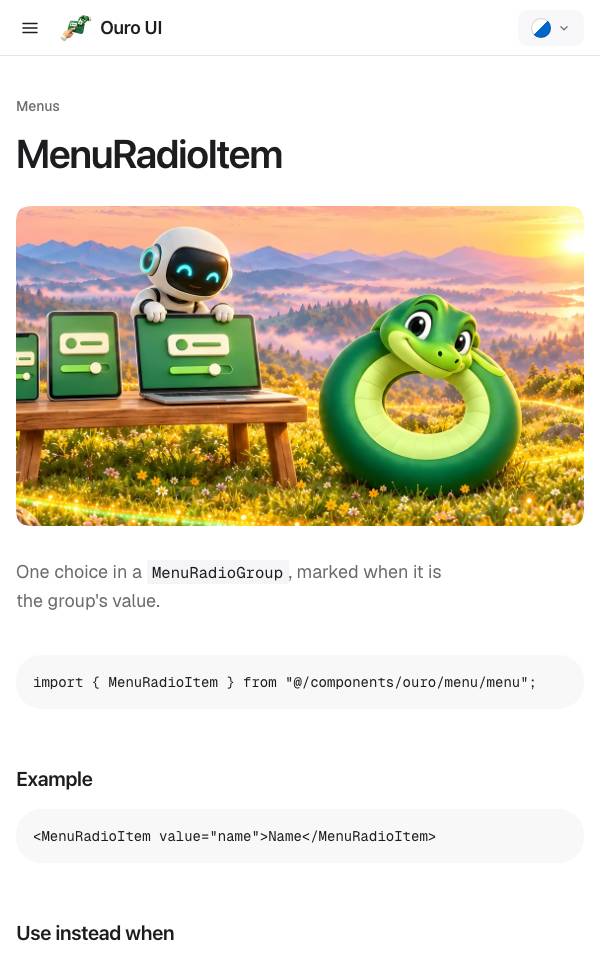 Ouro UI
Menus
MenuRadioItem
One choice in a MenuRadioGroup, marked when it is
the group's value.
import { MenuRadioItem } from "@/components/ouro/menu/menu";
Example
<MenuRadioItem value="name">Name</MenuRadioItem>
Use instead when